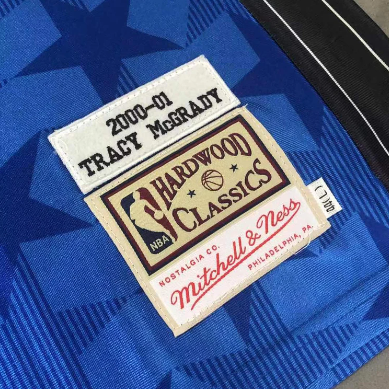 2000-01
TRACY McGRADY
HARDWOOD
CLASSICS
NBA
NOSTALGIA CO.
Mitchell & Ness
PHILADELPHIA, PA.